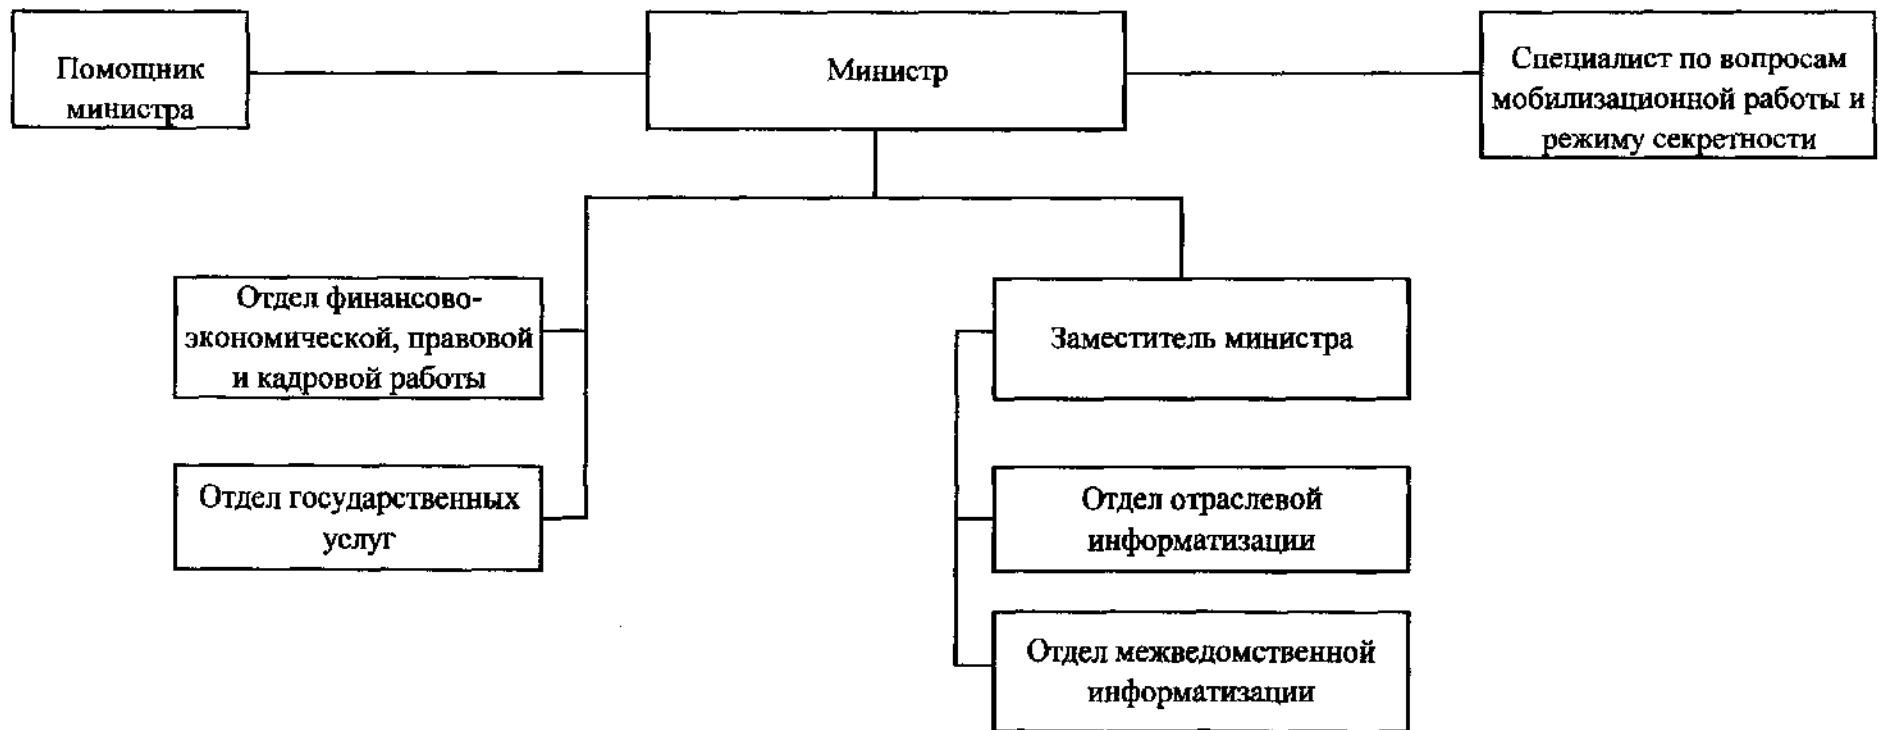 Помощник
министра
Министр
Специалист по вопросам
мобилизационной работы и
режиму секретности
Отдел финансово-
экономической, правовой
и кадровой работы
Заместитель министра
Отдел государственных
услуг
Отдел отраслевой
информатизации
Отдел межведомственной
информатизации